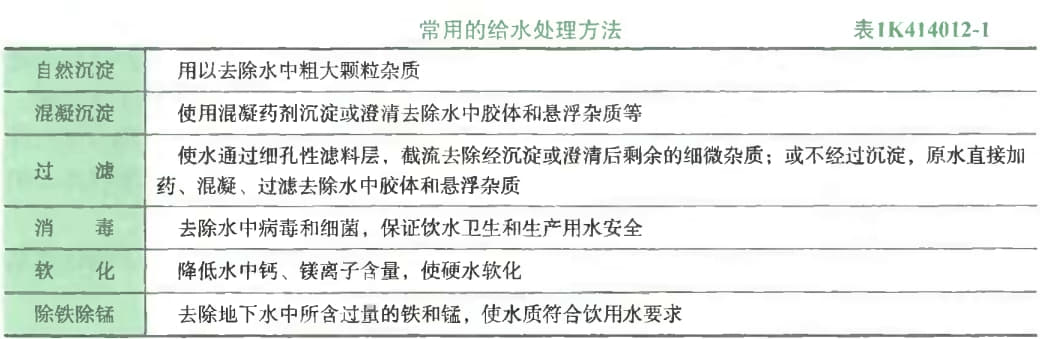 常用的给水处理方法 表1K414012-1
自然沉淀 用以去除水中粗大颗粒杂质
混凝沉淀 使用混凝药剂沉淀或澄清去除水中胶体和悬浮杂质等
过 滤 使水通过细孔性滤料层，截流去除经沉淀或澄清后剩余的细微杂质；或不经过沉淀，原水直接加
药、混凝、过滤去除水中胶体和悬浮杂质
消 毒 去除水中病毒和细菌，保证饮水卫生和生产用水安全
软 化 降低水中钙、镁离子含量，使硬水软化
除铁除锰 去除地下水中所含过量的铁和锰，使水质符合饮用水要求